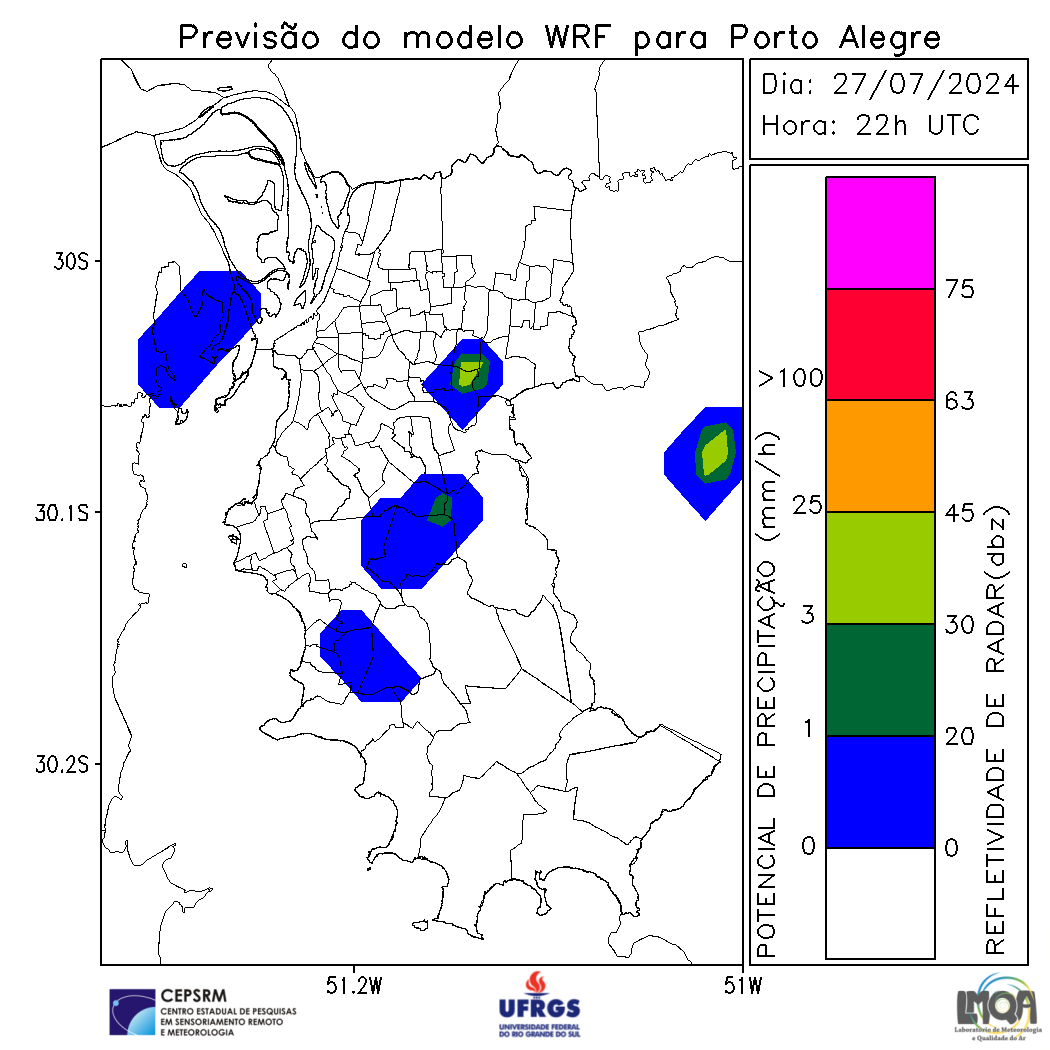 Previsão do modelo WRF para Porto Alegre
Dia: 27/07/2024
Hora: 22h UTC
30S
30.1S
30.2S
51.2W
51W
POTENCIAL DE PRECIPITAÇÃO (mm/h)
>100
25
3
1
0
75
63
45
30
20
0
REFLETIVIDADE DE RADAR(dbz)
CEPSRM
CENTRO ESTADUAL DE PESQUISAS
EM SENSORIAMENTO REMOTO
E METEOROLOGIA
UFRGS
UNIVERSIDADE FEDERAL
DO RIO GRANDE DO SUL
LMQA
Laboratório de Meteorologia
e Qualidade do Ar